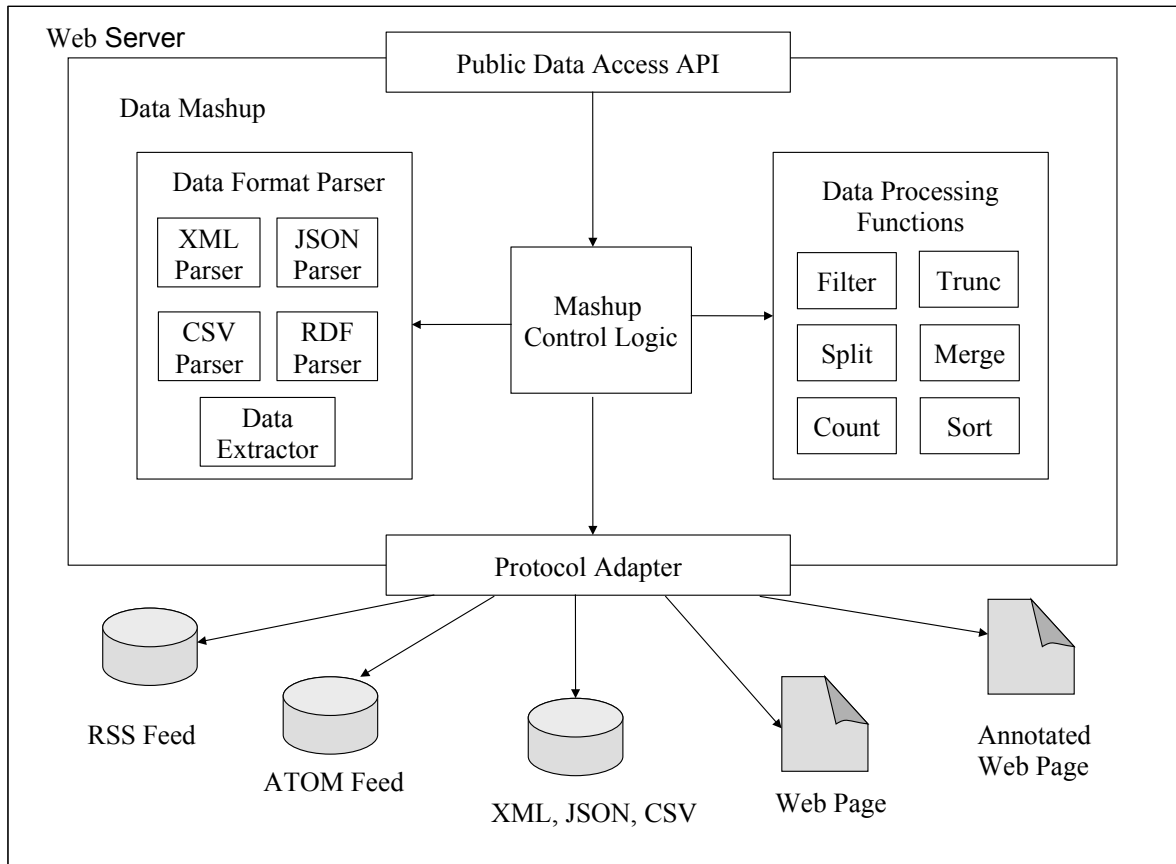 Web Server
Public Data Access API
Data Mashup
Data Format Parser
XML
Parser
JSON
Parser
CSV
Parser
RDF
Parser
Data
Extractor
Mashup
Control Logic
Data Processing
Functions
Filter
Trunc
Split
Merge
Count
Sort
Protocol Adapter
RSS Feed
ATOM Feed
XML, JSON, CSV
Web Page
Annotated
Web Page